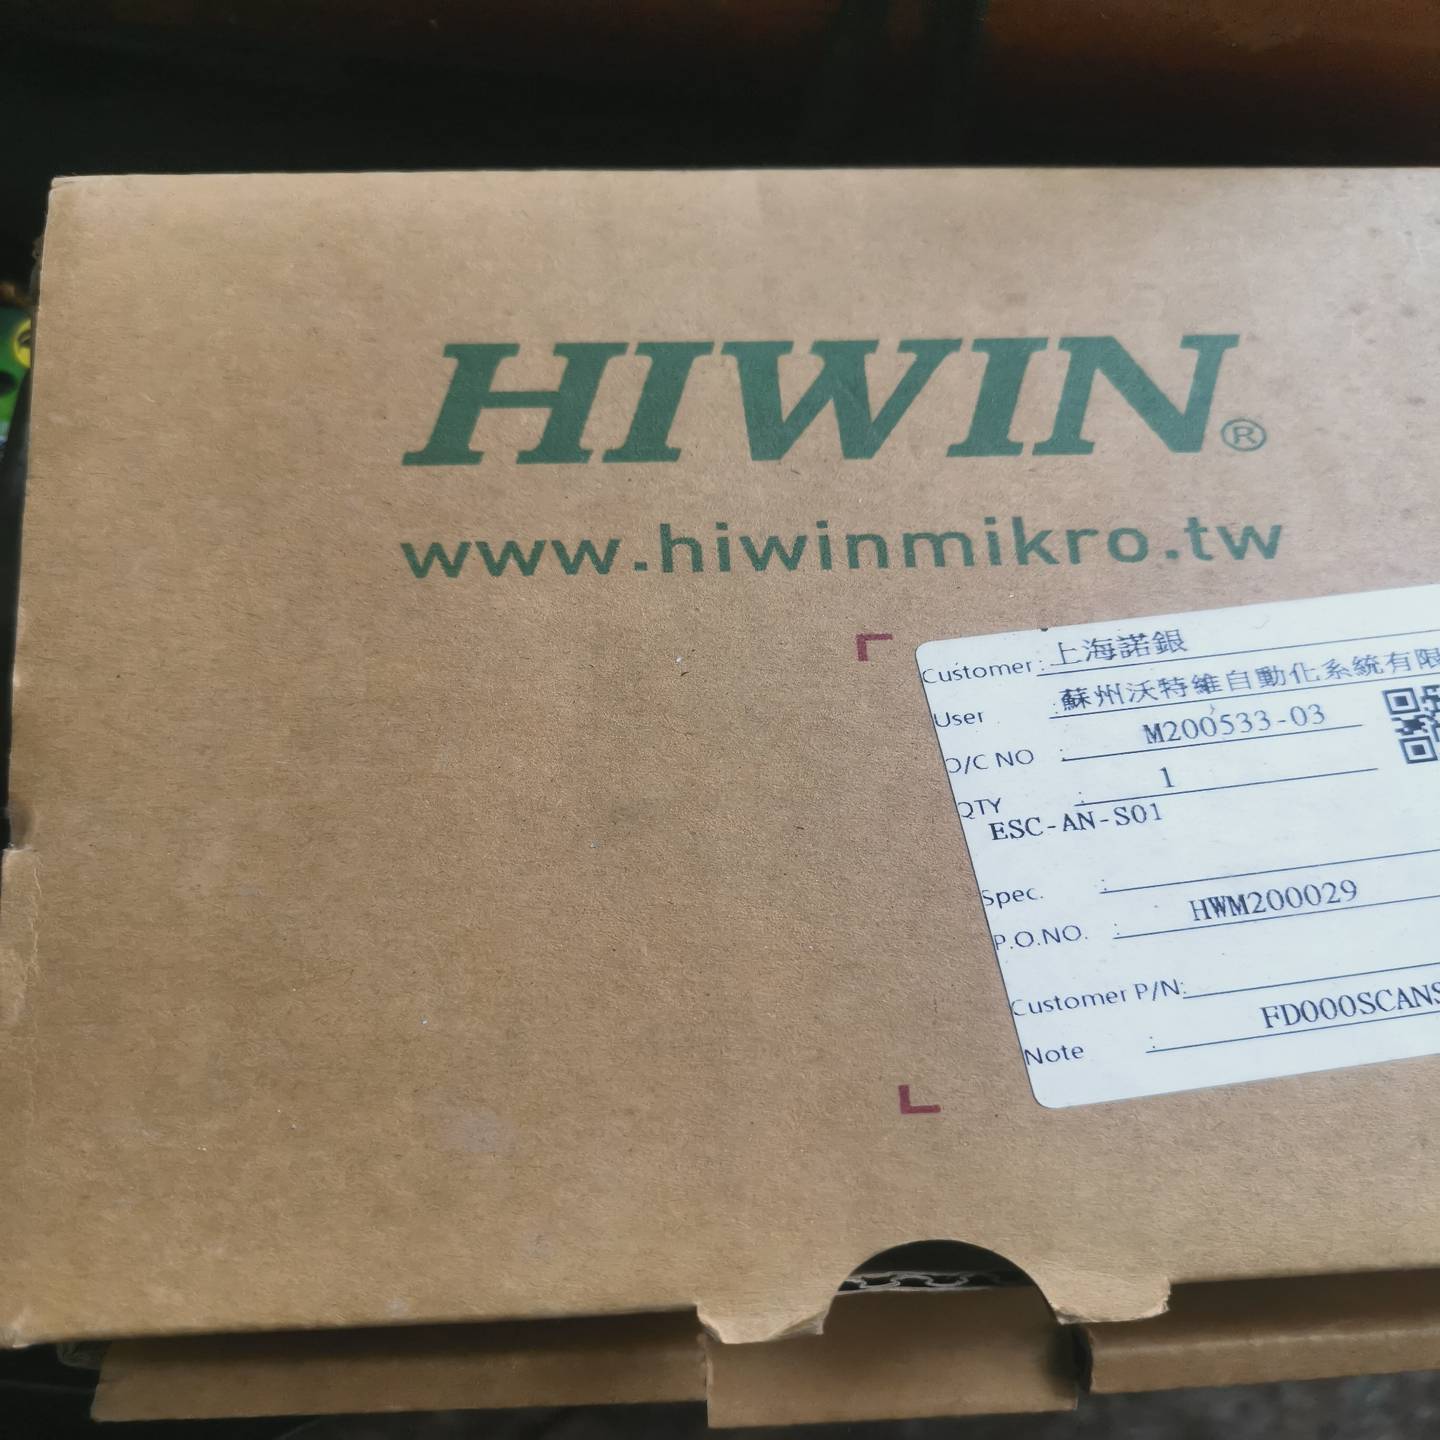 HIWIN®
www.hiwinmikro.tw
Customer: 上海諾銀
User : 蘇州沃特維自動化系統有限
O/C NO : M200533-03
QTY : 1
ESC-AN-S01
Spec. :
P.O.NO. : HWM200029
Customer P/N:
Note : FD000SCANS